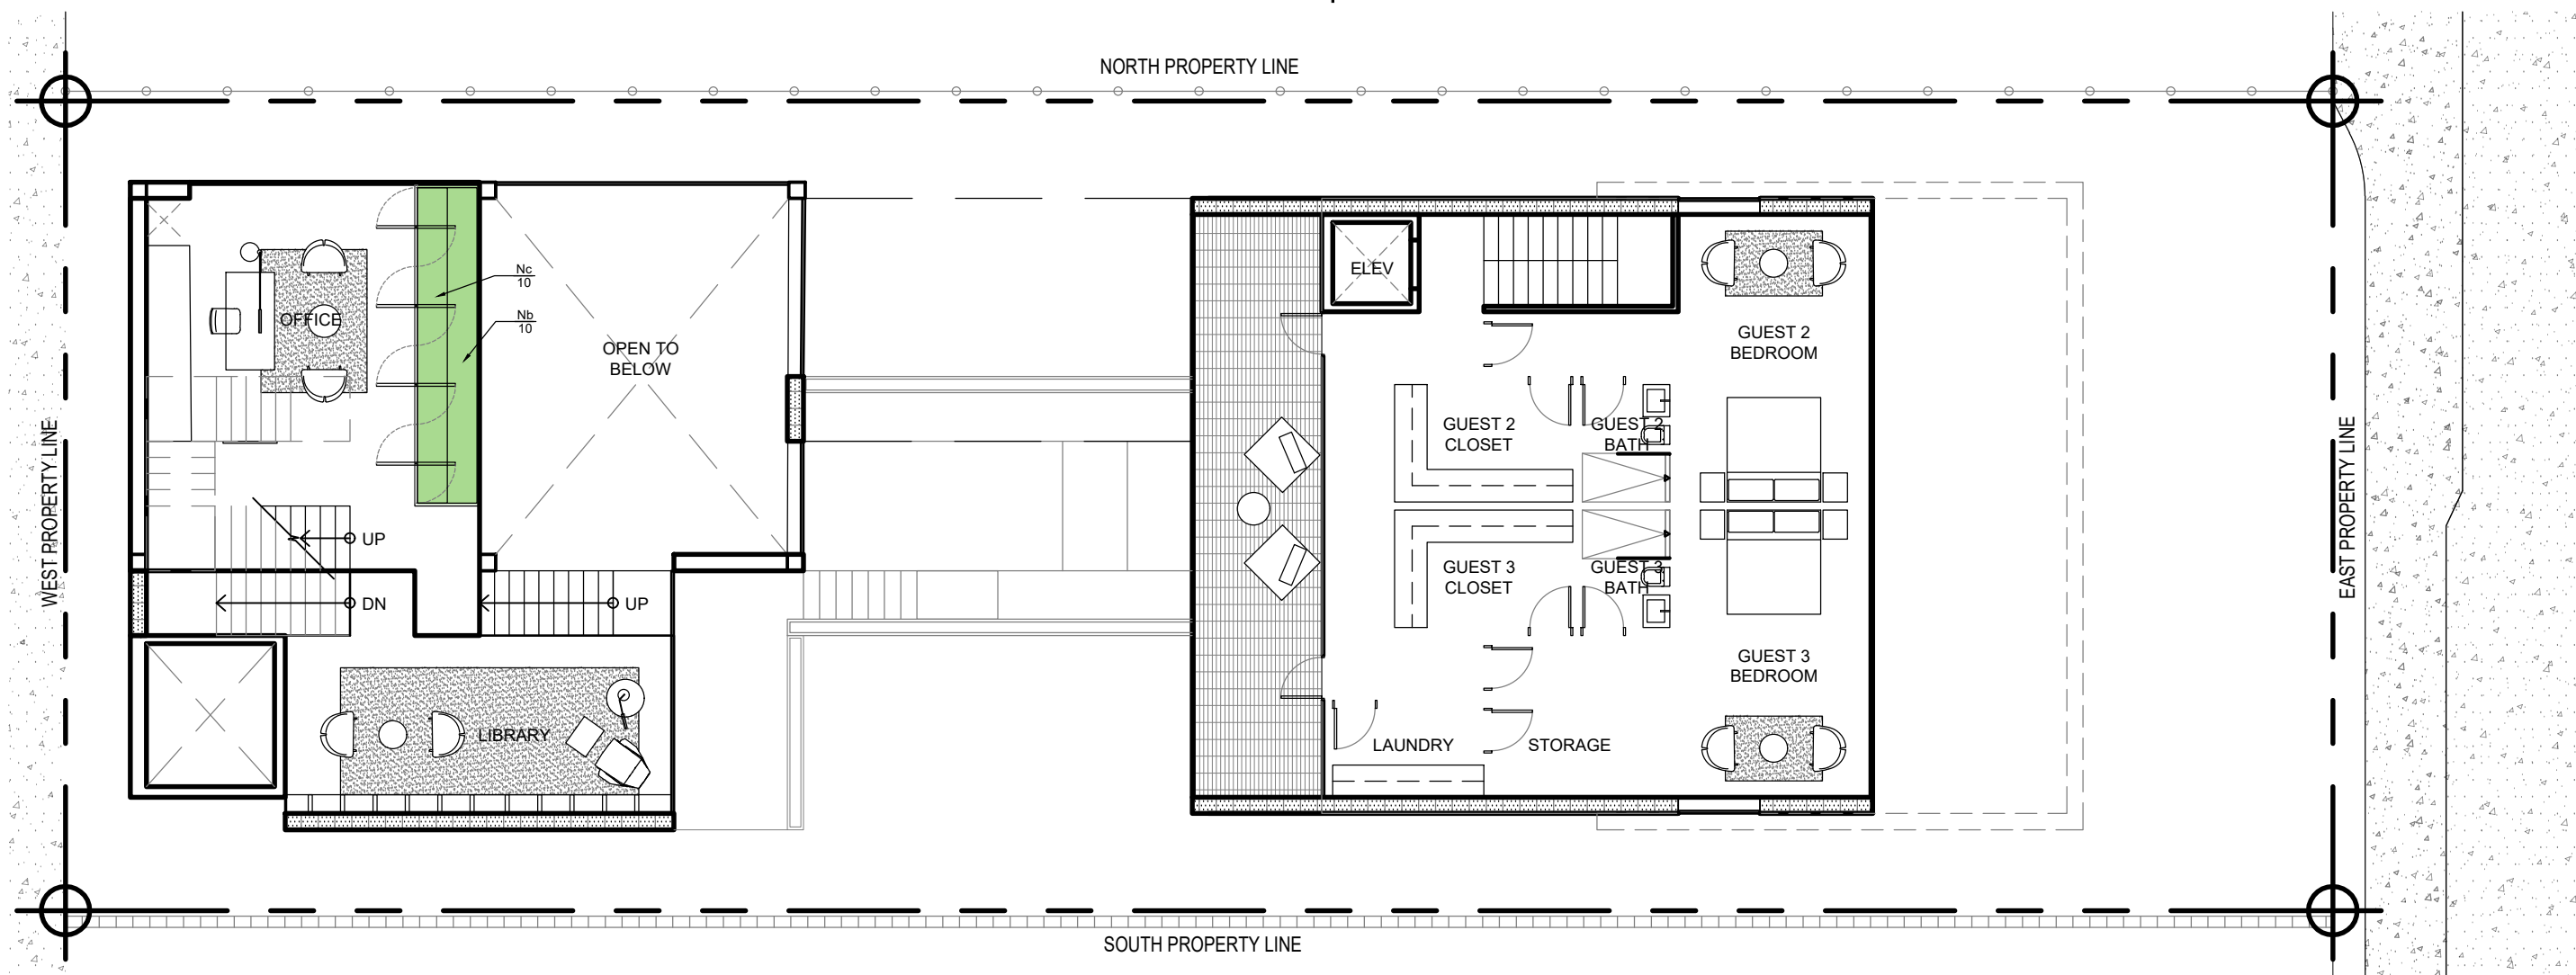 NORTH PROPERTY LINE
WEST PROPERTY LINE
OFFICE
Nc
10
Nb
10
OPEN TO
BELOW
UP
DN
UP
LIBRARY
ELEV
GUEST 2
BEDROOM
GUEST 2
CLOSET
GUEST 2
BATH
GUEST 3
CLOSET
GUEST 3
BATH
GUEST 3
BEDROOM
LAUNDRY
STORAGE
EAST PROPERTY LINE
SOUTH PROPERTY LINE